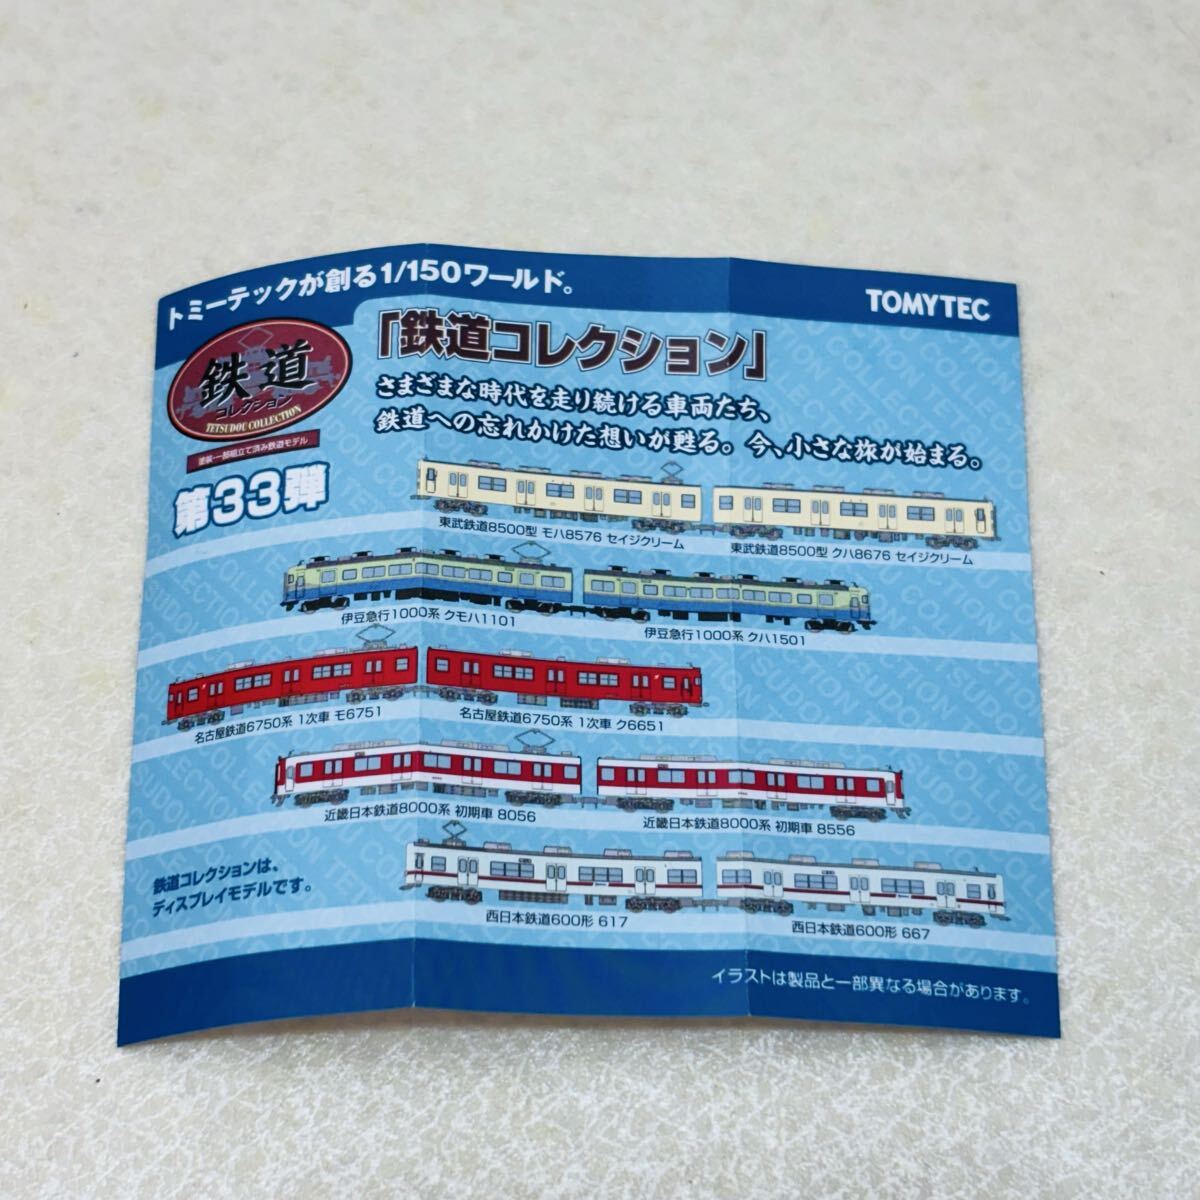 トミーテックが創る1/150ワールド。
TOMYTEC
鉄道
コレクション
TETSUDOU COLLECTION
塗装・一部組立て済み鉄道モデル
第33弾
「鉄道コレクション」
さまざまな時代を走り続ける車両たち、
鉄道への忘れかけた想いが甦る。今、小さな旅が始まる。
東武鉄道8500型 モハ8576 セイジクリーム
東武鉄道8500型 クハ8676 セイジクリーム
伊豆急行1000系 クモハ1101
伊豆急行1000系 クハ1501
名古屋鉄道6750系 1次車 モ6751
名古屋鉄道6750系 1次車 ク6651
近畿日本鉄道8000系 初期車 8056
近畿日本鉄道8000系 初期車 8556
西日本鉄道600形 617
西日本鉄道600形 667
鉄道コレクションは、
ディスプレイモデルです。
イラストは製品と一部異なる場合があります。